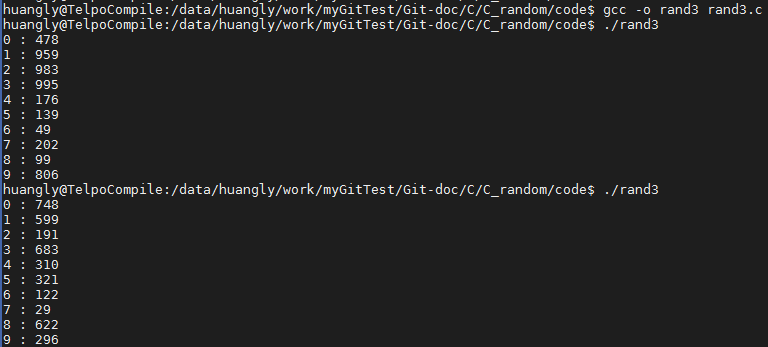 huangly@TelpoCompile:/data/huangly/work/myGitTest/Git-doc/C/C_random/code$ gcc -o rand3 rand3.c
huangly@TelpoCompile:/data/huangly/work/myGitTest/Git-doc/C/C_random/code$ ./rand3
0 : 478
1 : 959
2 : 983
3 : 995
4 : 176
5 : 139
6 : 49
7 : 202
8 : 99
9 : 806
huangly@TelpoCompile:/data/huangly/work/myGitTest/Git-doc/C/C_random/code$ ./rand3
0 : 748
1 : 599
2 : 191
3 : 683
4 : 310
5 : 321
6 : 122
7 : 29
8 : 622
9 : 296